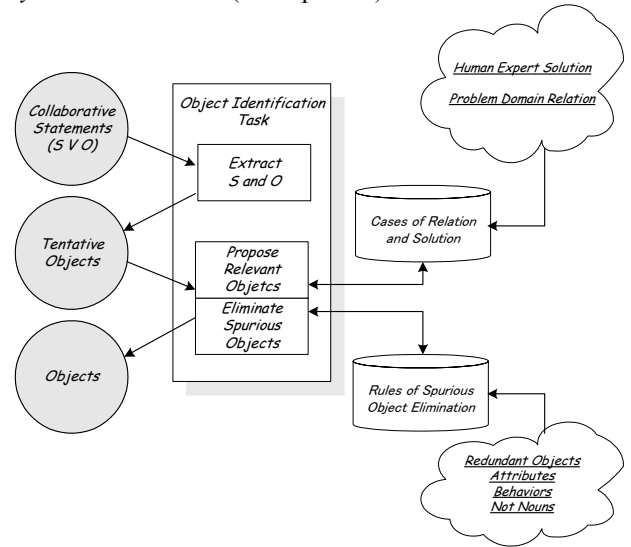 Human Expert Solution
Problem Domain Relation
Collaborative
Statements
(S V O)
Object Identification
Task
Extract
S and O
Tentative
Objects
Propose
Relevant
Objetcs
Eliminate
Spurious
Objects
Cases of Relation
and Solution
Objects
Rules of Spurious
Object Elimination
Redundant Objects
Attributes
Behaviors
Not Nouns